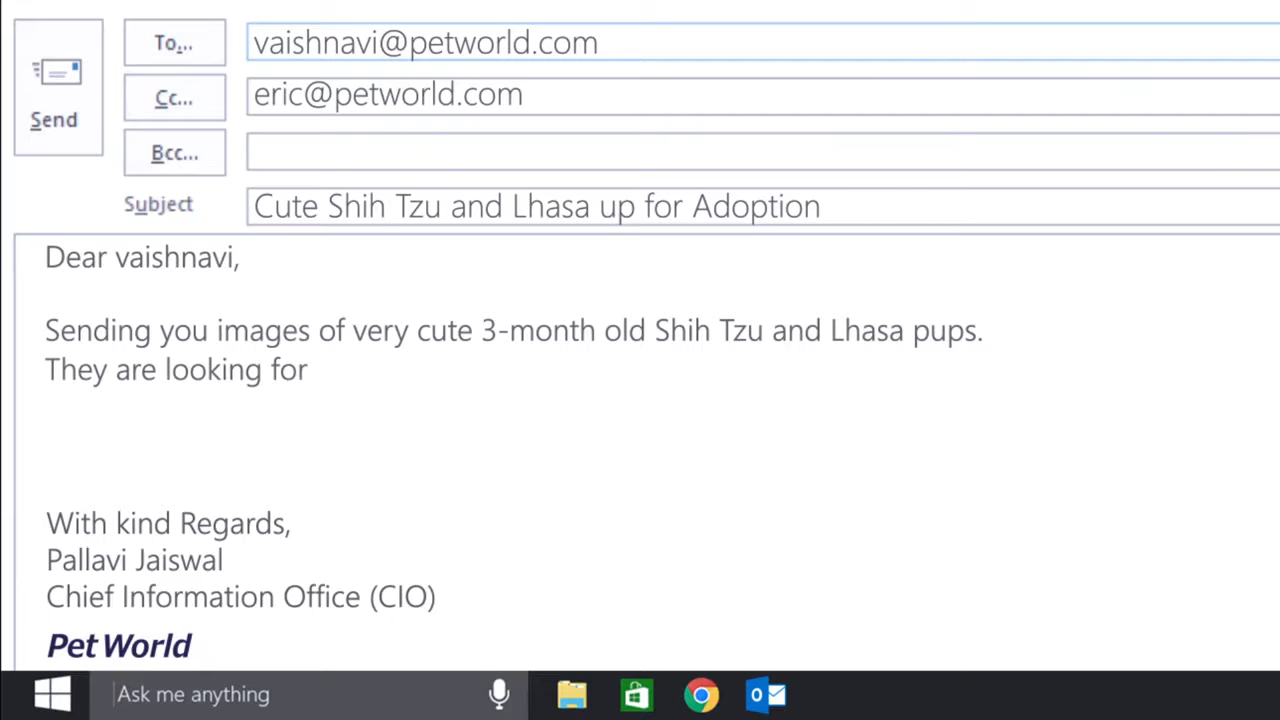 To...
vaishnavi@petworld.com
Cc...
eric@petworld.com
Send
Bcc...
Subject
Cute Shih Tzu and Lhasa up for Adoption
Dear vaishnavi,
Sending you images of very cute 3-month old Shih Tzu and Lhasa pups.
They are looking for
With kind Regards,
Pallavi Jaiswal
Chief Information Office (CIO)
Pet World
Ask me anything